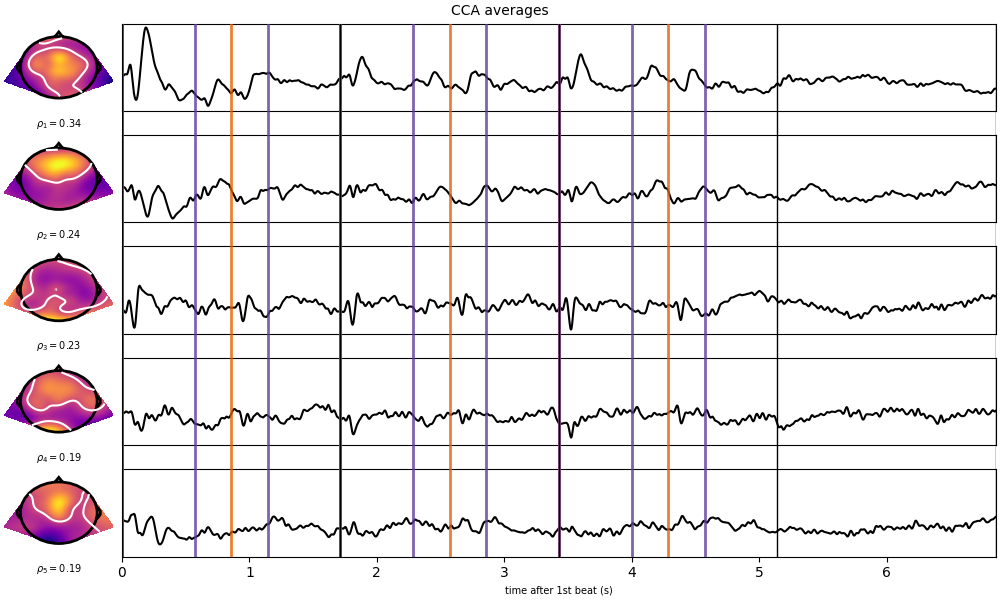 CCA averages
ρ₁ = 0.34
ρ₂ = 0.24
ρ₃ = 0.23
ρ₄ = 0.19
ρ₅ = 0.19
0 1 2 3 4 5 6
time after 1st beat (s)